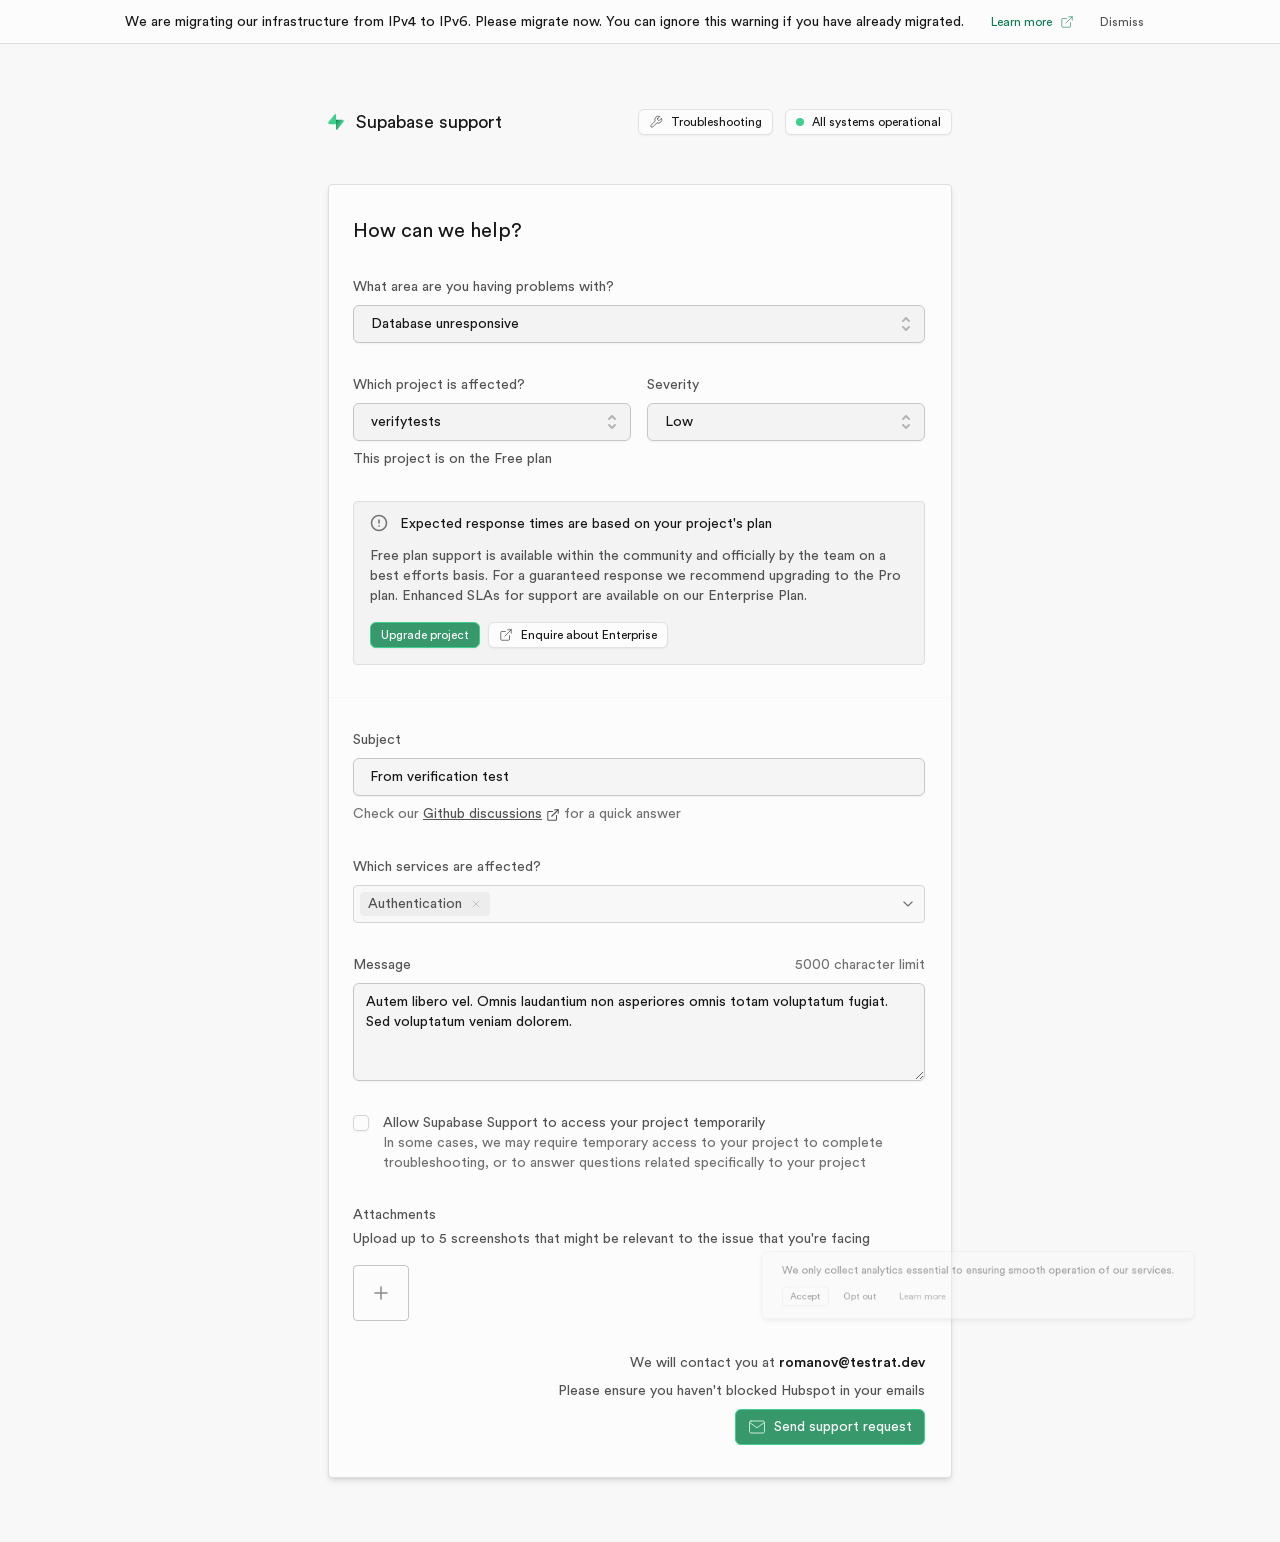 We are migrating our infrastructure from IPv4 to IPv6. Please migrate now. You can ignore this warning if you have already migrated. Learn more Dismiss
Supabase support Troubleshooting All systems operational
How can we help?
What area are you having problems with?
Database unresponsive
Which project is affected? Severity
verifytests Low
This project is on the Free plan
Expected response times are based on your project's plan
Free plan support is available within the community and officially by the team on a
best efforts basis. For a guaranteed response we recommend upgrading to the Pro
plan. Enhanced SLAs for support are available on our Enterprise Plan.
Upgrade project Enquire about Enterprise
Subject
From verification test
Check our Github discussions for a quick answer
Which services are affected?
Authentication
Message 5000 character limit
Autem libero vel. Omnis laudantium non asperiores omnis totam voluptatum fugiat.
Sed voluptatum veniam dolorem.
Allow Supabase Support to access your project temporarily
In some cases, we may require temporary access to your project to complete
troubleshooting, or to answer questions related specifically to your project
Attachments
Upload up to 5 screenshots that might be relevant to the issue that you're facing
We only collect analytics essential to ensuring smooth operation of our services.
Accept Opt out Learn more
We will contact you at romanov@testrat.dev
Please ensure you haven't blocked Hubspot in your emails
Send support request